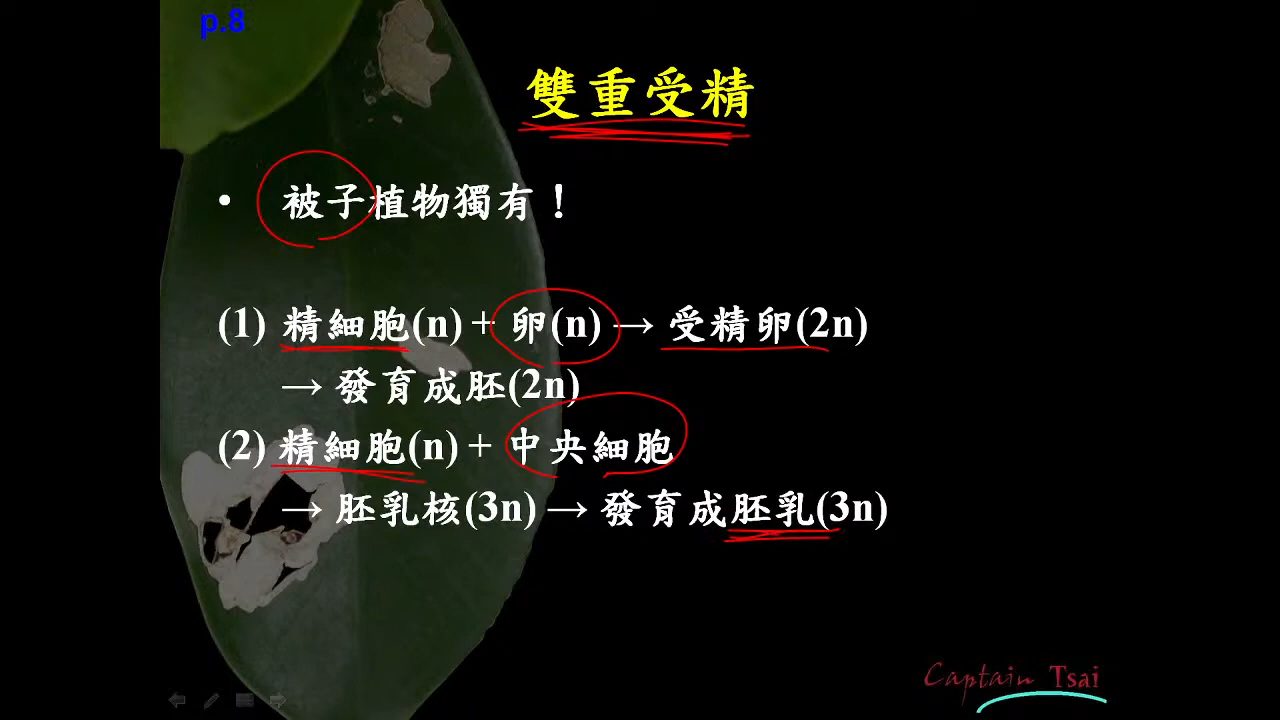 p.8
雙重受精
• 被子植物獨有！
(1) 精細胞(n) + 卵(n) → 受精卵(2n)
→ 發育成胚(2n)
(2) 精細胞(n) + 中央細胞
→ 胚乳核(3n) → 發育成胚乳(3n)
Captain Tsai